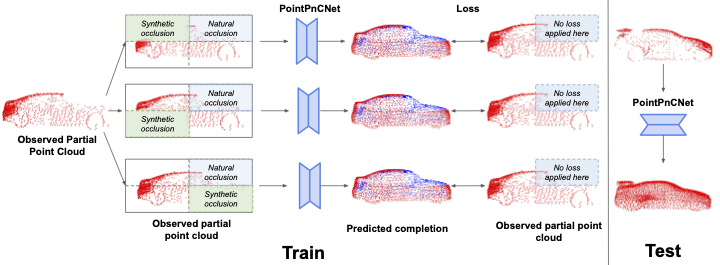 PointPnCNet
Loss
Synthetic
occlusion
Natural
occlusion
No loss
applied here
Natural
occlusion
Synthetic
occlusion
No loss
applied here
Observed Partial
Point Cloud
Natural
occlusion
Synthetic
occlusion
No loss
applied here
Observed partial
point cloud
Predicted completion
Observed partial point
cloud
Train
PointPnCNet
Test